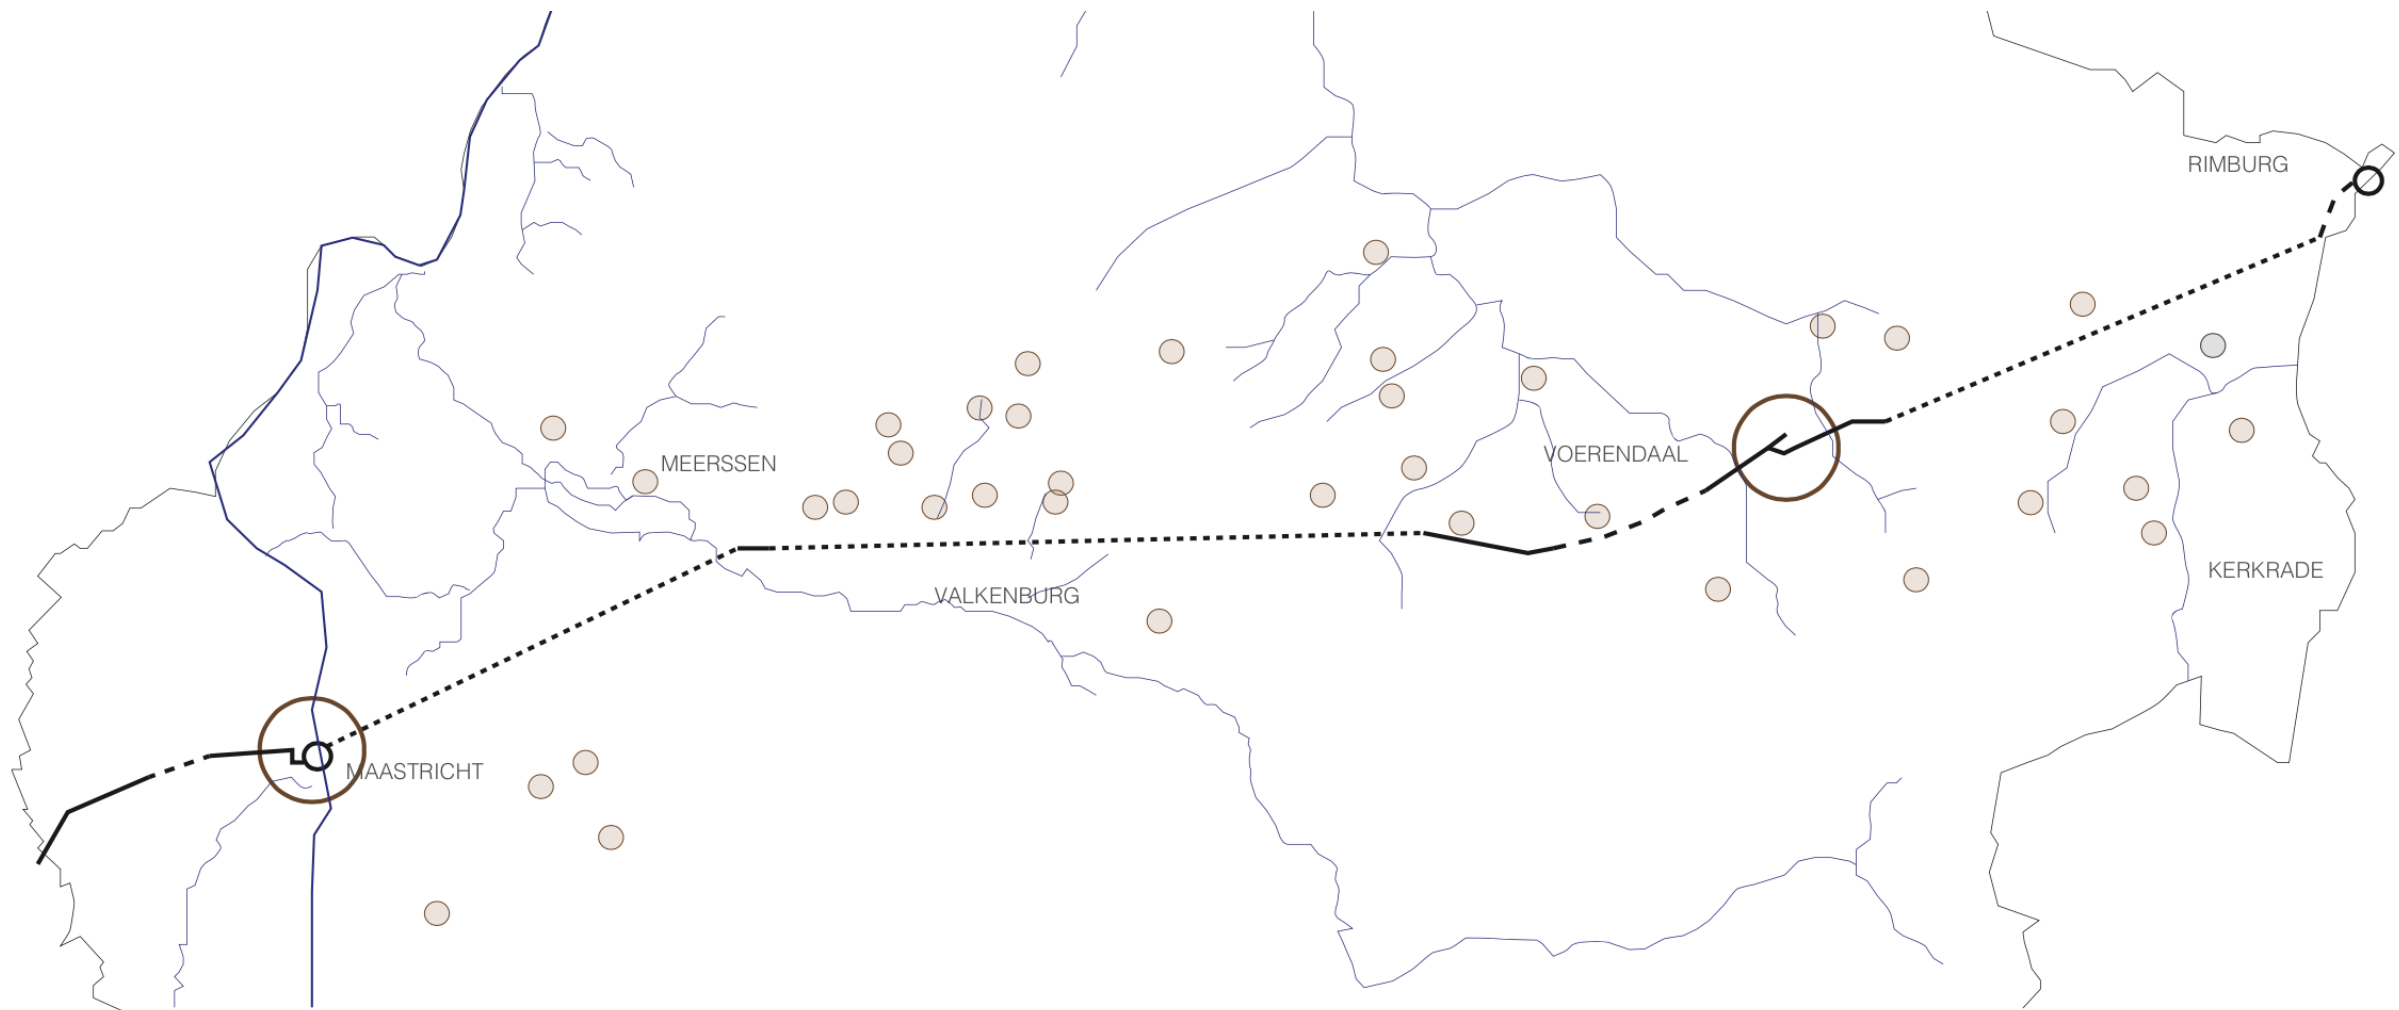 RIMBURG
MEERSSEN
VOERENDAAL
KERKRADE
VALKENBURG
MAASTRICHT